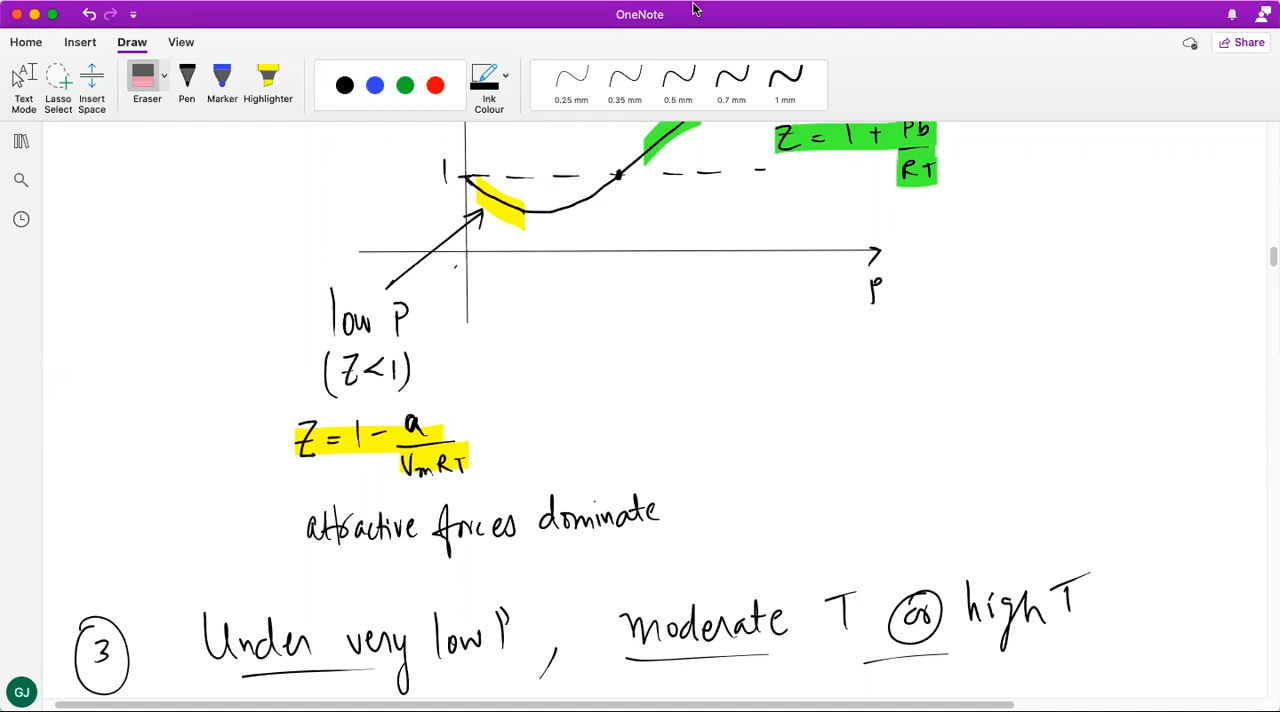 OneNote
Home Insert Draw View
Share
Text Mode
Lasso Select
Insert Space
Eraser
Pen
Marker
Highlighter
Ink Colour
0.25 mm
0.35 mm
0.5 mm
0.7 mm
1 mm
Z = 1 + Pb/RT
1
P
low P
(Z<1)
Z = 1 - a/VmRT
attractive forces dominate
3 Under very low P, moderate T or high T
GJ